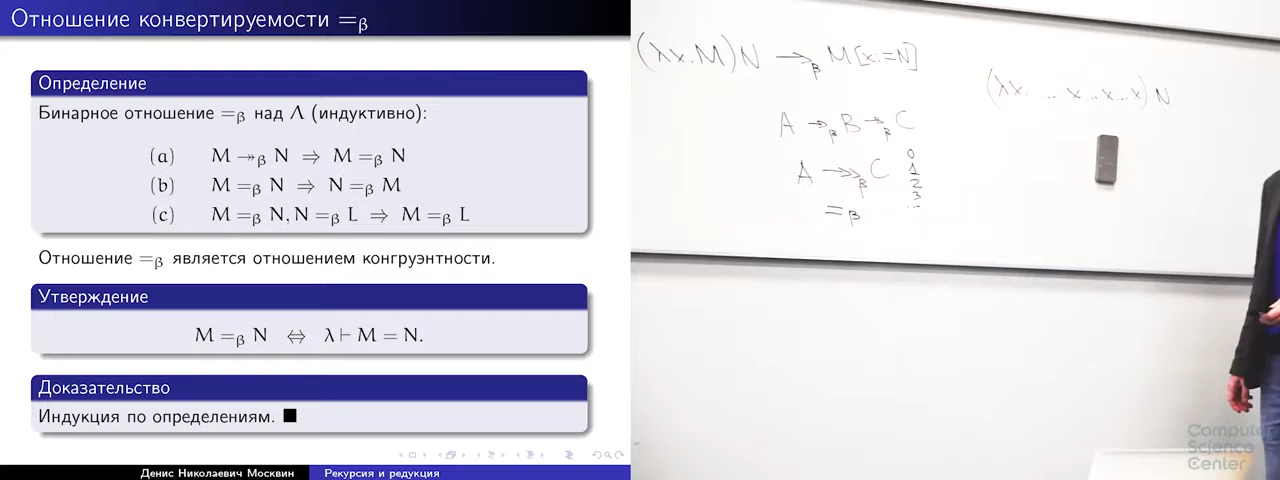 Отношение конвертируемости =β
Определение
Бинарное отношение =β над Λ (индуктивно):
(a) M ↠β N ⇒ M =β N
(b) M =β N ⇒ N =β M
(c) M =β N, N =β L ⇒ M =β L
Отношение =β является отношением конгруэнтности.
Утверждение
M =β N ⇔ λ ⊢ M = N.
Доказательство
Индукция по определениям. ■
Денис Николаевич Москвин
Рекурсия и редукция
(λx.M)N →β M[x:=N]
A →β B →β C
A ↠β C
=β
0
1
2
3
...
(λx. ... x...x...x) N
Computer
Science
Center